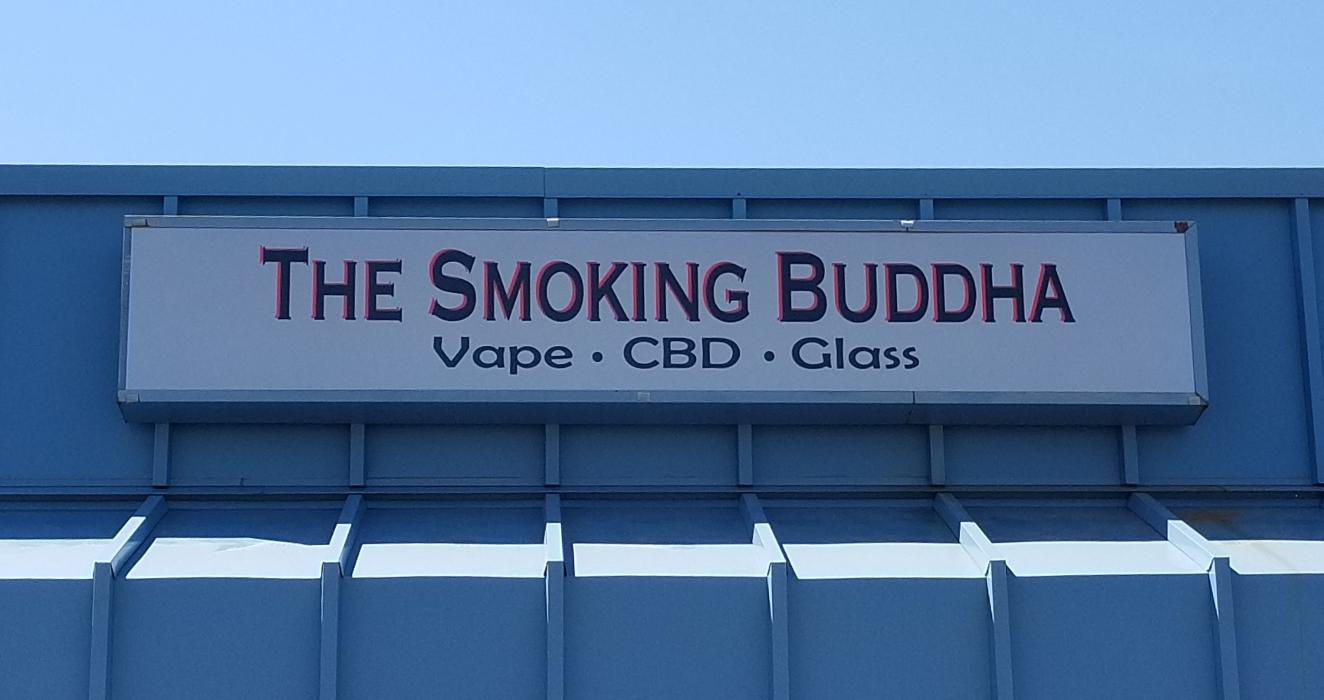 The Smoking Buddha
Vape · CBD · Glass